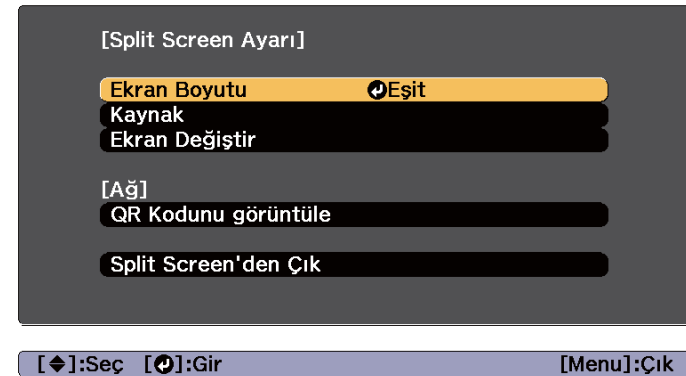 [Split Screen Ayarı]
Ekran Boyutu Eşit
Kaynak
Ekran Değiştir
[Ağ]
QR Kodunu görüntüle
Split Screen'den Çık
[◆]:Seç [↵]:Gir [Menu]:Çık